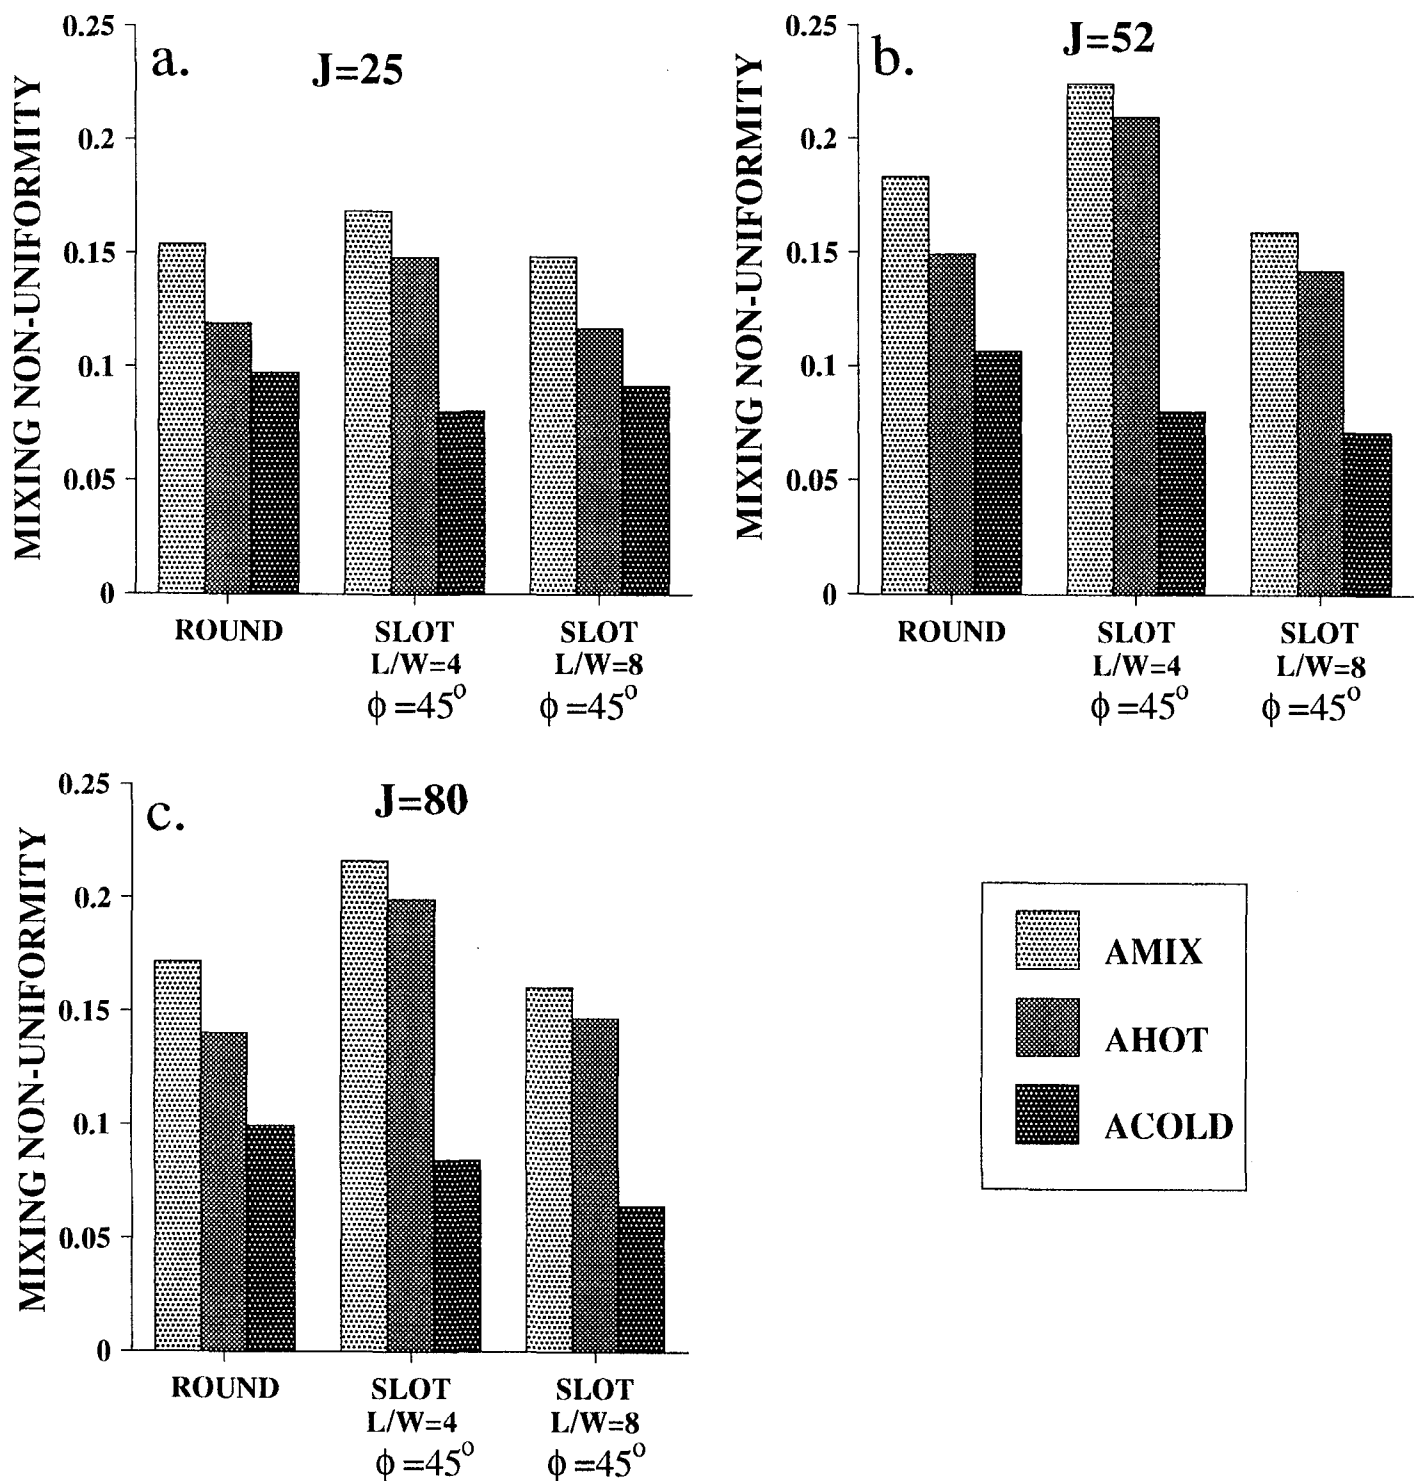 a.
J=25
MIXING NON-UNIFORMITY
0.25
0.2
0.15
0.1
0.05
0
ROUND
SLOT
L/W=4
ϕ =45°
SLOT
L/W=8
ϕ =45°
b.
J=52
MIXING NON-UNIFORMITY
0.25
0.2
0.15
0.1
0.05
0
ROUND
SLOT
L/W=4
ϕ =45°
SLOT
L/W=8
ϕ =45°
c.
J=80
MIXING NON-UNIFORMITY
0.25
0.2
0.15
0.1
0.05
0
ROUND
SLOT
L/W=4
ϕ =45°
SLOT
L/W=8
ϕ =45°
AMIX
AHOT
ACOLD